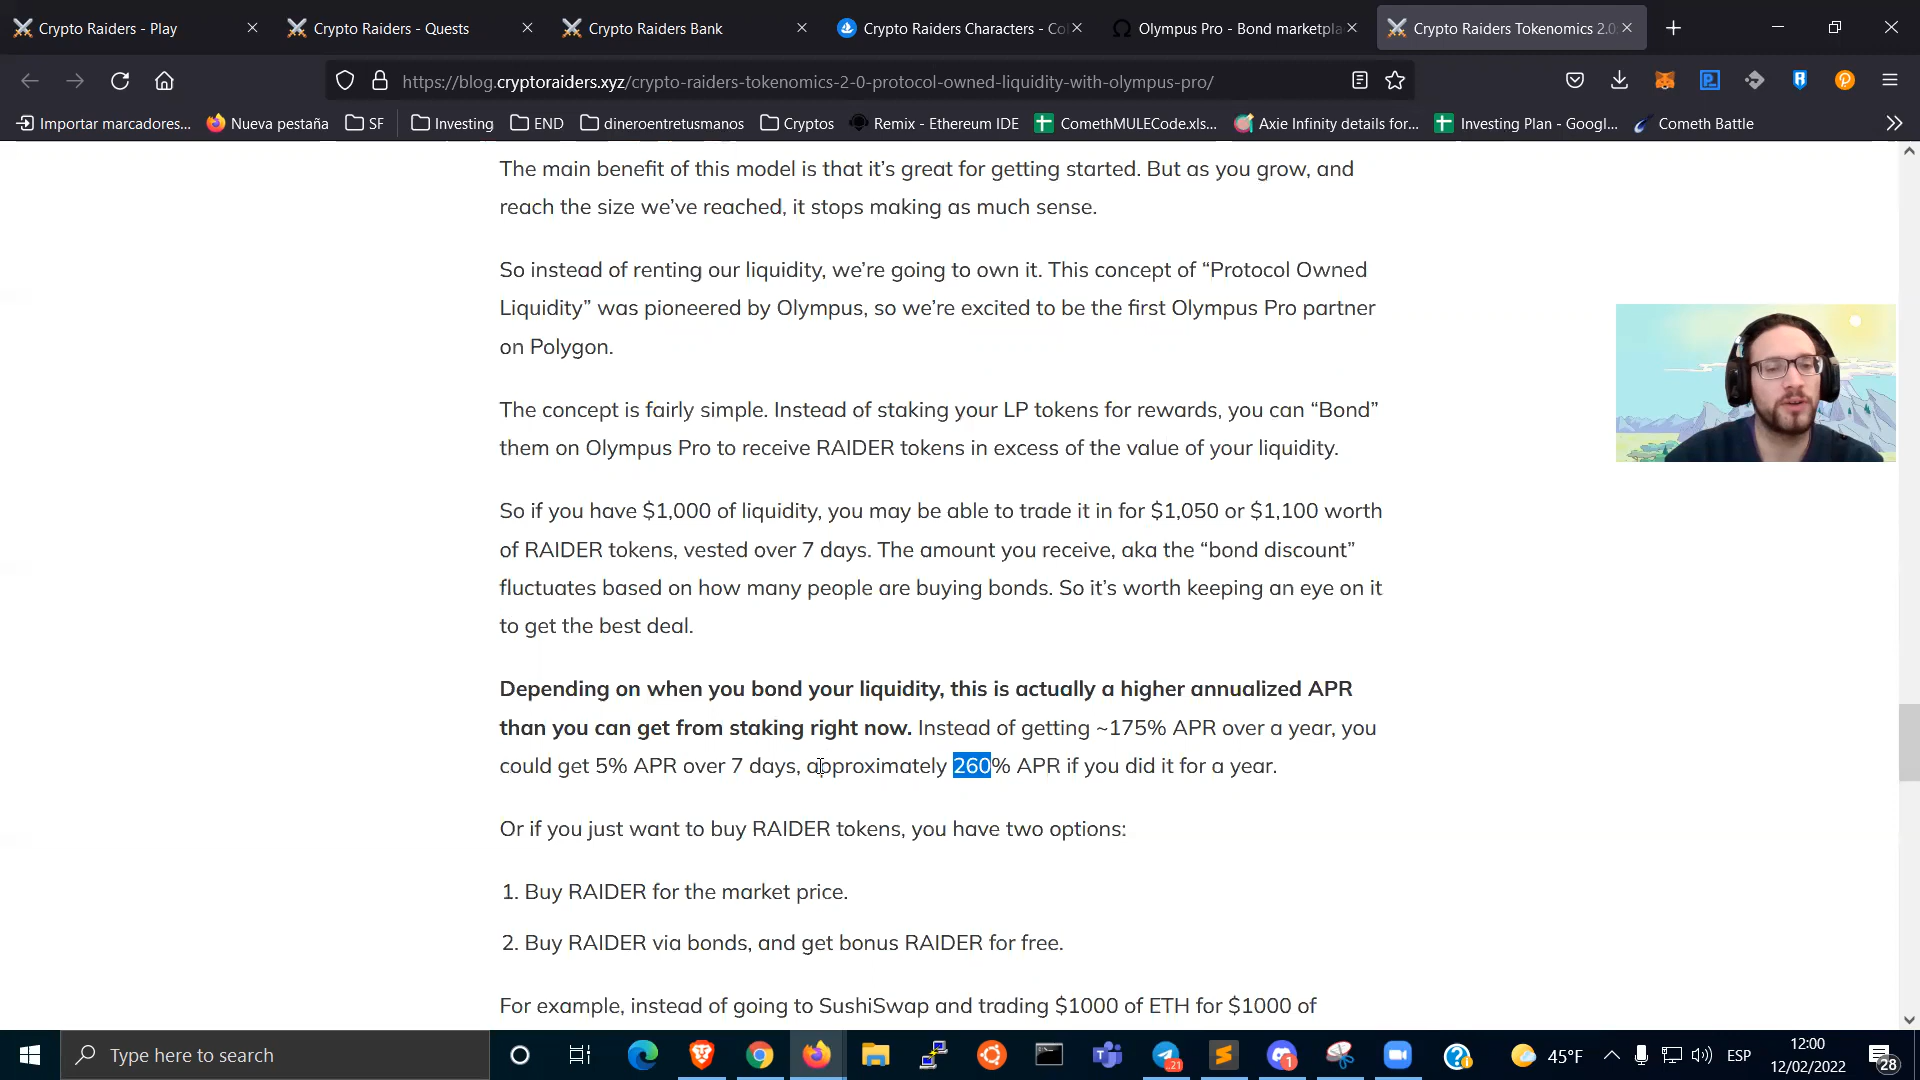 Crypto Raiders - Play
Crypto Raiders - Quests
Crypto Raiders Bank
Crypto Raiders Characters - Co
Olympus Pro - Bond marketpla
Crypto Raiders Tokenomics 2.0
https://blog.cryptoraiders.xyz/crypto-raiders-tokenomics-2-0-protocol-owned-liquidity-with-olympus-pro/
Importar marcadores...
Nueva pestaña
SF
Investing
END
dineroentretusmanos
Cryptos
Remix - Ethereum IDE
ComethMULECode.xls...
Axie Infinity details for...
Investing Plan - Googl...
Cometh Battle
The main benefit of this model is that it’s great for getting started. But as you grow, and
reach the size we’ve reached, it stops making as much sense.
So instead of renting our liquidity, we’re going to own it. This concept of “Protocol Owned
Liquidity” was pioneered by Olympus, so we’re excited to be the first Olympus Pro partner
on Polygon.
The concept is fairly simple. Instead of staking your LP tokens for rewards, you can “Bond”
them on Olympus Pro to receive RAIDER tokens in excess of the value of your liquidity.
So if you have $1,000 of liquidity, you may be able to trade it in for $1,050 or $1,100 worth
of RAIDER tokens, vested over 7 days. The amount you receive, aka the “bond discount”
fluctuates based on how many people are buying bonds. So it’s worth keeping an eye on it
to get the best deal.
Depending on when you bond your liquidity, this is actually a higher annualized APR
than you can get from staking right now. Instead of getting ~175% APR over a year, you
could get 5% APR over 7 days, approximately 260% APR if you did it for a year.
Or if you just want to buy RAIDER tokens, you have two options:
1. Buy RAIDER for the market price.
2. Buy RAIDER via bonds, and get bonus RAIDER for free.
For example, instead of going to SushiSwap and trading $1000 of ETH for $1000 of
Type here to search
21
1
45°F
ESP
12:00
12/02/2022
28